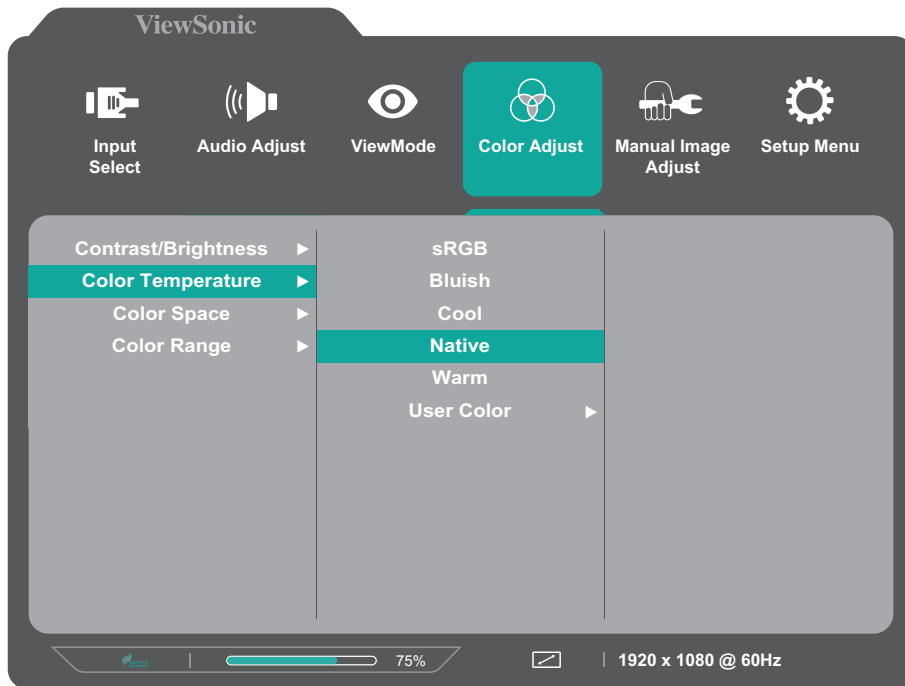 ViewSonic
Input Select
Audio Adjust
ViewMode
Color Adjust
Manual Image Adjust
Setup Menu
Contrast/Brightness
Color Temperature
Color Space
Color Range
sRGB
Bluish
Cool
Native
Warm
User Color
eco
75%
1920 x 1080 @ 60Hz